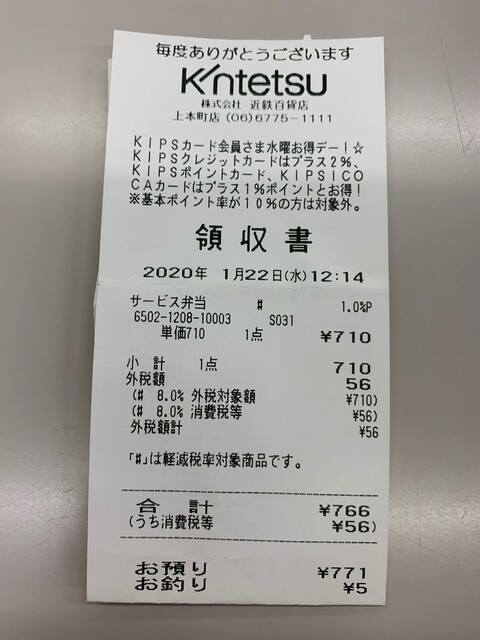 毎度ありがとうございます
Kintetsu
株式会社 近鉄百貨店
上本町店 (06)6775-1111
KIPSカード会員さま水曜お得デー!☆
KIPSクレジットカードはプラス2%、
KIPSポイントカード、KIPSICO
CAカードはプラス1%ポイントとお得!
※基本ポイント率が10%の方は対象外。
領収書
2020年 1月22日(水)12:14
サービス弁当 # 1.0%P
6502-1208-10003 S031
単価710 1点 ¥710
小 計 1点 710
外税額 56
(# 8.0% 外税対象額 ¥710)
(# 8.0% 消費税等 ¥56)
外税額計 ¥56
「#」は軽減税率対象商品です。
合 計 ¥766
(うち消費税等 ¥56)
お預り ¥771
お釣り ¥5